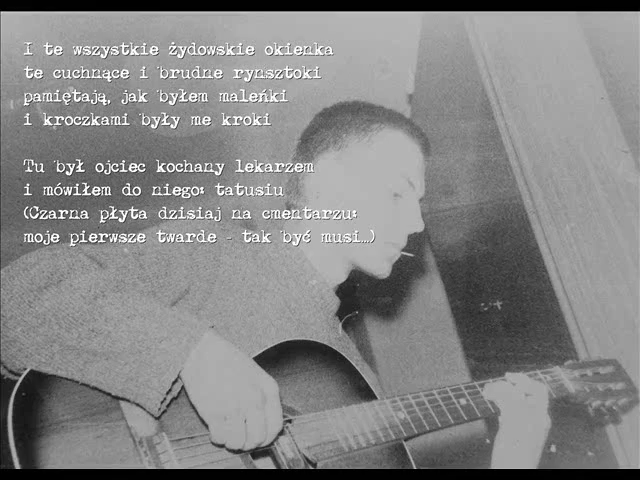 I te wszystkie żydowskie okienka
te cuchnące i brudne rynsztoki
pamiętają, jak byłem maleńki
i kroczkami były me kroki
Tu był ojciec kochany lekarzem
i mówiłem do niego: tatusiu
(Czarna płyta dzisiaj na cmentarzu:
moje pierwsze twarde - tak być musi…)